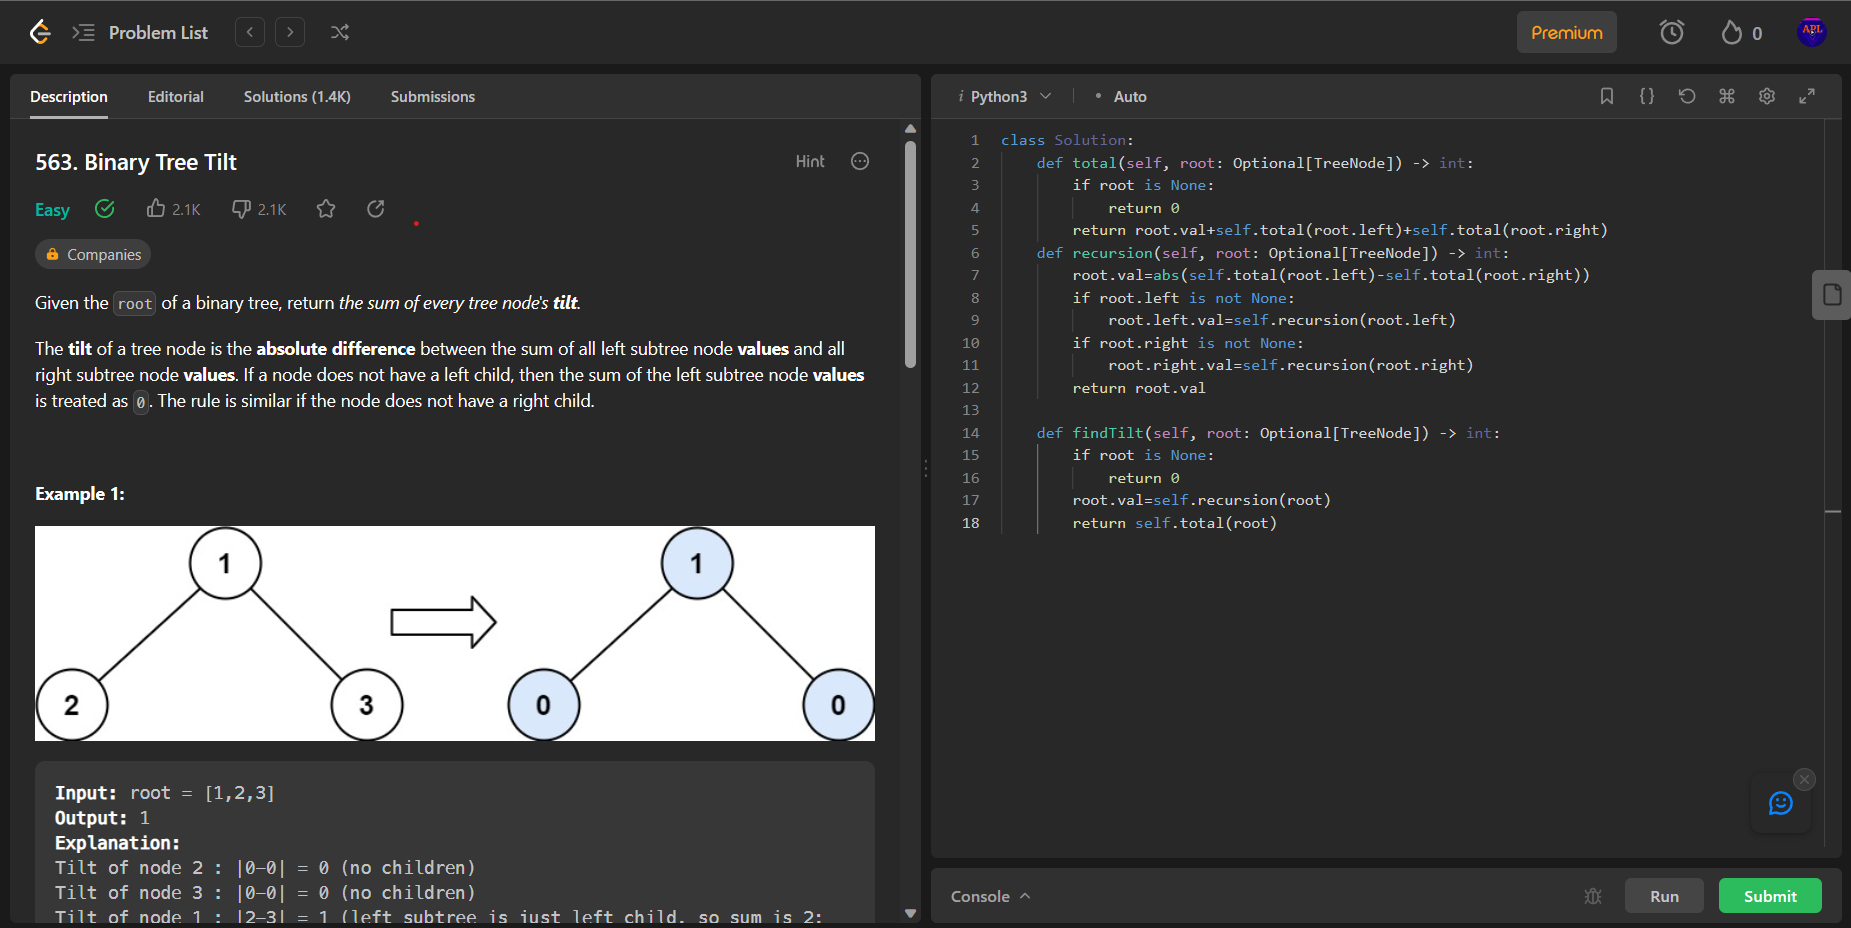 Problem List
Premium
0
APL
Description Editorial Solutions (1.4K) Submissions
563. Binary Tree Tilt
Hint
Easy 2.1K 2.1K
Companies
Given the root of a binary tree, return the sum of every tree node's tilt.
The tilt of a tree node is the absolute difference between the sum of all left subtree node values and all
right subtree node values. If a node does not have a left child, then the sum of the left subtree node values
is treated as 0. The rule is similar if the node does not have a right child.
Example 1:
1 1
2 3 0 0
Input: root = [1,2,3]
Output: 1
Explanation:
Tilt of node 2 : |0-0| = 0 (no children)
Tilt of node 3 : |0-0| = 0 (no children)
Tilt of node 1 : |2-3| = 1 (left subtree is just left child, so sum is 2;
i Python3 • Auto
1 class Solution:
2     def total(self, root: Optional[TreeNode]) -> int:
3         if root is None:
4             return 0
5         return root.val+self.total(root.left)+self.total(root.right)
6     def recursion(self, root: Optional[TreeNode]) -> int:
7         root.val=abs(self.total(root.left)-self.total(root.right))
8         if root.left is not None:
9             root.left.val=self.recursion(root.left)
10         if root.right is not None:
11             root.right.val=self.recursion(root.right)
12         return root.val
13
14     def findTilt(self, root: Optional[TreeNode]) -> int:
15         if root is None:
16             return 0
17         root.val=self.recursion(root)
18         return self.total(root)
Console
Run
Submit